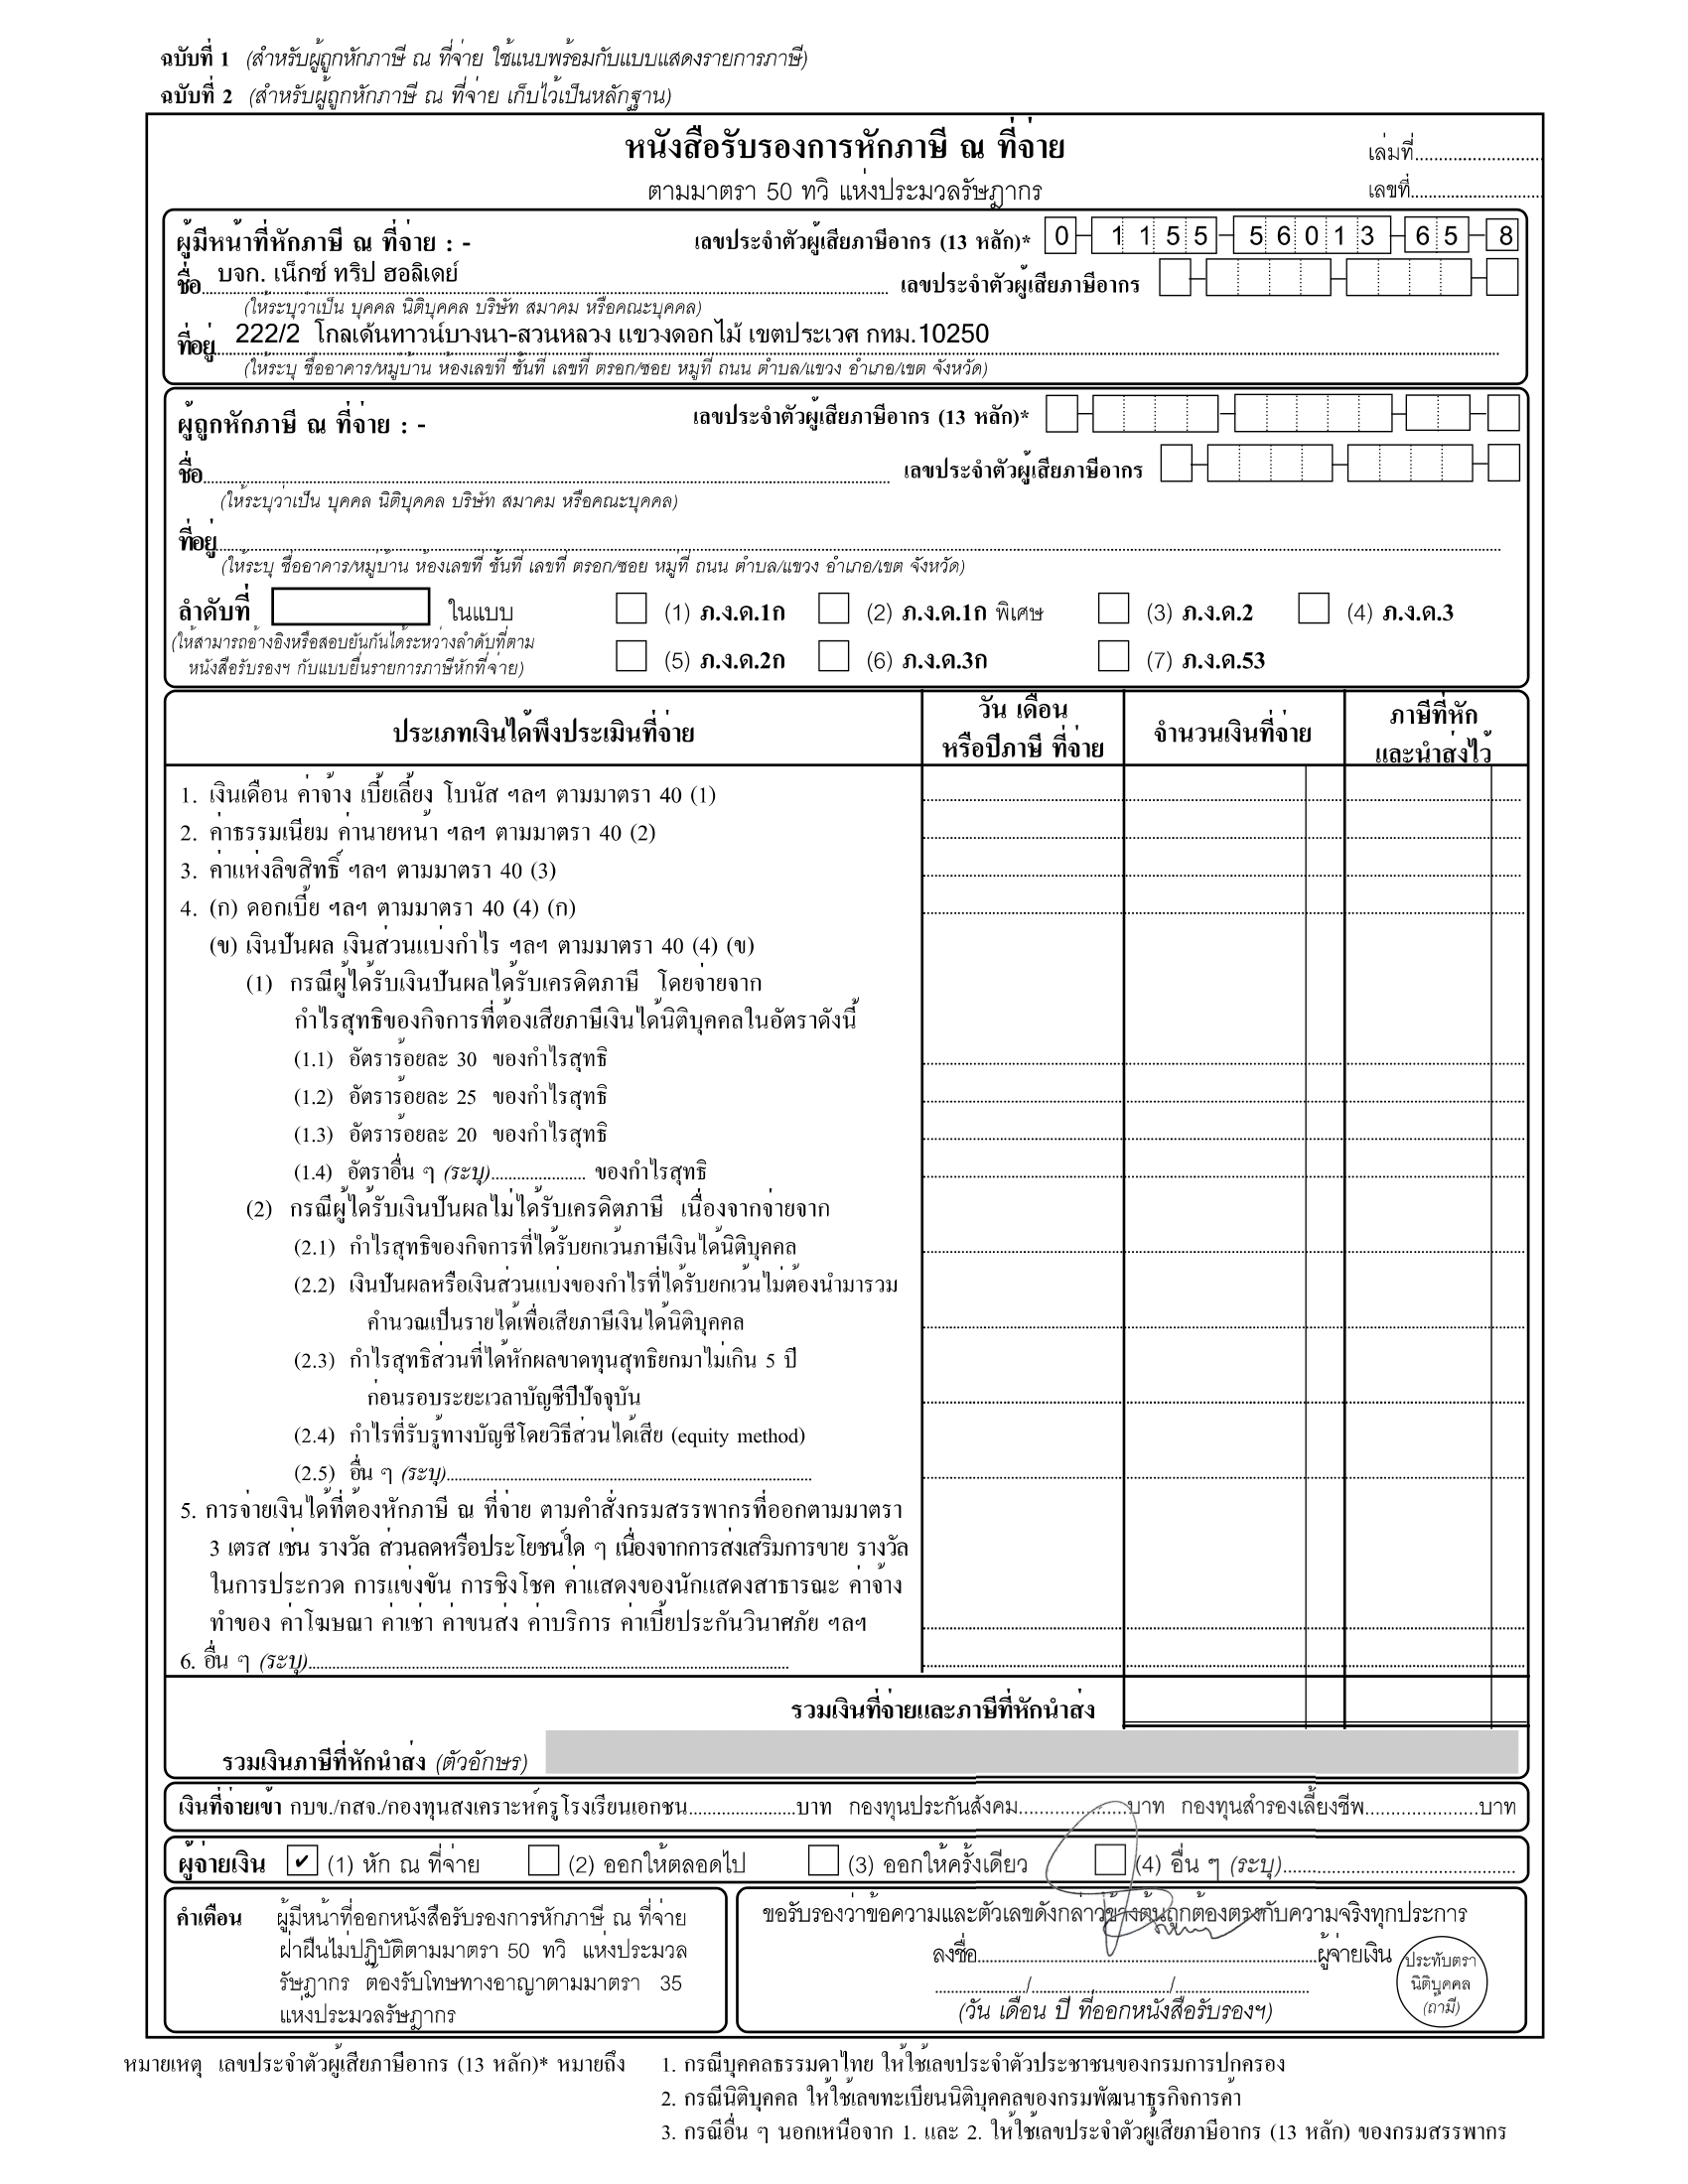 ฉบับที่ 1 (สำหรับผู้ถูกหักภาษี ณ ที่จ่าย ใช้แนบพร้อมกับแบบแสดงรายการภาษี)
ฉบับที่ 2 (สำหรับผู้ถูกหักภาษี ณ ที่จ่าย เก็บไว้เป็นหลักฐาน)
หนังสือรับรองการหักภาษี ณ ที่จ่าย
เล่มที่
ตามมาตรา 50 ทวิ แห่งประมวลรัษฎากร
เลขที่
ผู้มีหน้าที่หักภาษี ณ ที่จ่าย : - เลขประจำตัวผู้เสียภาษีอากร (13 หลัก)* 0 1 1 5 5 5 6 0 1 3 6 5 8
ชื่อ บจก. เน็กซ์ ทริป ฮอลิเดย์ เลขประจำตัวผู้เสียภาษีอากร
(ให้ระบุว่าเป็น บุคคล นิติบุคคล บริษัท สมาคม หรือคณะบุคคล)
ที่อยู่ 222/2 โกลเด้นทาวน์บางนา-สวนหลวง แขวงดอกไม้ เขตประเวศ กทม.10250
(ให้ระบุ ชื่ออาคาร/หมู่บ้าน ห้องเลขที่ ชั้นที่ เลขที่ ตรอก/ซอย หมู่ที่ ถนน ตำบล/แขวง อำเภอ/เขต จังหวัด)
ผู้ถูกหักภาษี ณ ที่จ่าย : - เลขประจำตัวผู้เสียภาษีอากร (13 หลัก)*
ชื่อ เลขประจำตัวผู้เสียภาษีอากร
(ให้ระบุว่าเป็น บุคคล นิติบุคคล บริษัท สมาคม หรือคณะบุคคล)
ที่อยู่
(ให้ระบุ ชื่ออาคาร/หมู่บ้าน ห้องเลขที่ ชั้นที่ เลขที่ ตรอก/ซอย หมู่ที่ ถนน ตำบล/แขวง อำเภอ/เขต จังหวัด)
ลำดับที่ ในแบบ (1) ภ.ง.ด.1ก (2) ภ.ง.ด.1ก พิเศษ (3) ภ.ง.ด.2 (4) ภ.ง.ด.3
(ให้สามารถอ้างอิงหรือสอบยันกันได้ระหว่างลำดับที่ตาม
หนังสือรับรองฯ กับแบบยื่นรายการภาษีหักที่จ่าย) (5) ภ.ง.ด.2ก (6) ภ.ง.ด.3ก (7) ภ.ง.ด.53
ประเภทเงินได้พึงประเมินที่จ่าย
วัน เดือน
หรือปีภาษี ที่จ่าย
จำนวนเงินที่จ่าย
ภาษีที่หัก
และนำส่งไว้
1. เงินเดือน ค่าจ้าง เบี้ยเลี้ยง โบนัส ฯลฯ ตามมาตรา 40 (1)
2. ค่าธรรมเนียม ค่านายหน้า ฯลฯ ตามมาตรา 40 (2)
3. ค่าแห่งลิขสิทธิ์ ฯลฯ ตามมาตรา 40 (3)
4. (ก) ดอกเบี้ย ฯลฯ ตามมาตรา 40 (4) (ก)
(ข) เงินปันผล เงินส่วนแบ่งกำไร ฯลฯ ตามมาตรา 40 (4) (ข)
(1) กรณีผู้ได้รับเงินปันผลได้รับเครดิตภาษี โดยจ่ายจาก
กำไรสุทธิของกิจการที่ต้องเสียภาษีเงินได้นิติบุคคลในอัตราดังนี้
(1.1) อัตราร้อยละ 30 ของกำไรสุทธิ
(1.2) อัตราร้อยละ 25 ของกำไรสุทธิ
(1.3) อัตราร้อยละ 20 ของกำไรสุทธิ
(1.4) อัตราอื่น ๆ (ระบุ) ของกำไรสุทธิ
(2) กรณีผู้ได้รับเงินปันผลไม่ได้รับเครดิตภาษี เนื่องจากจ่ายจาก
(2.1) กำไรสุทธิของกิจการที่ได้รับยกเว้นภาษีเงินได้นิติบุคคล
(2.2) เงินปันผลหรือเงินส่วนแบ่งของกำไรที่ได้รับยกเว้นไม่ต้องนำมารวม
คำนวณเป็นรายได้เพื่อเสียภาษีเงินได้นิติบุคคล
(2.3) กำไรสุทธิส่วนที่ได้หักผลขาดทุนสุทธิยกมาไม่เกิน 5 ปี
ก่อนรอบระยะเวลาบัญชีปีปัจจุบัน
(2.4) กำไรที่รับรู้ทางบัญชีโดยวิธีส่วนได้เสีย (equity method)
(2.5) อื่น ๆ (ระบุ)
5. การจ่ายเงินได้ที่ต้องหักภาษี ณ ที่จ่าย ตามคำสั่งกรมสรรพากรที่ออกตามมาตรา
3 เตรส เช่น รางวัล ส่วนลดหรือประโยชน์ใด ๆ เนื่องจากการส่งเสริมการขาย รางวัล
ในการประกวด การแข่งขัน การชิงโชค ค่าแสดงของนักแสดงสาธารณะ ค่าจ้าง
ทำของ ค่าโฆษณา ค่าเช่า ค่าขนส่ง ค่าบริการ ค่าเบี้ยประกันวินาศภัย ฯลฯ
6. อื่น ๆ (ระบุ)
รวมเงินที่จ่ายและภาษีที่หักนำส่ง
รวมเงินภาษีที่หักนำส่ง (ตัวอักษร)
เงินที่จ่ายเข้า กบข./กสจ./กองทุนสงเคราะห์ครูโรงเรียนเอกชน......บาท กองทุนประกันสังคม......บาท กองทุนสำรองเลี้ยงชีพ......บาท
ผู้จ่ายเงิน ✔ (1) หัก ณ ที่จ่าย (2) ออกให้ตลอดไป (3) ออกให้ครั้งเดียว (4) อื่น ๆ (ระบุ)
คำเตือน ผู้มีหน้าที่ออกหนังสือรับรองการหักภาษี ณ ที่จ่าย
ฝ่าฝืนไม่ปฏิบัติตามมาตรา 50 ทวิ แห่งประมวล
รัษฎากร ต้องรับโทษทางอาญาตามมาตรา 35
แห่งประมวลรัษฎากร
ขอรับรองว่าข้อความและตัวเลขดังกล่าวข้างต้นถูกต้องตรงกับความจริงทุกประการ
ลงชื่อ......ผู้จ่ายเงิน
....../....../......
(วัน เดือน ปี ที่ออกหนังสือรับรองฯ)
ประทับตรา
นิติบุคคล
(ถ้ามี)
หมายเหตุ เลขประจำตัวผู้เสียภาษีอากร (13 หลัก)* หมายถึง 1. กรณีบุคคลธรรมดาไทย ให้ใช้เลขประจำตัวประชาชนของกรมการปกครอง
2. กรณีนิติบุคคล ให้ใช้เลขทะเบียนนิติบุคคลของกรมพัฒนาธุรกิจการค้า
3. กรณีอื่น ๆ นอกเหนือจาก 1. และ 2. ให้ใช้เลขประจำตัวผู้เสียภาษีอากร (13 หลัก) ของกรมสรรพากร